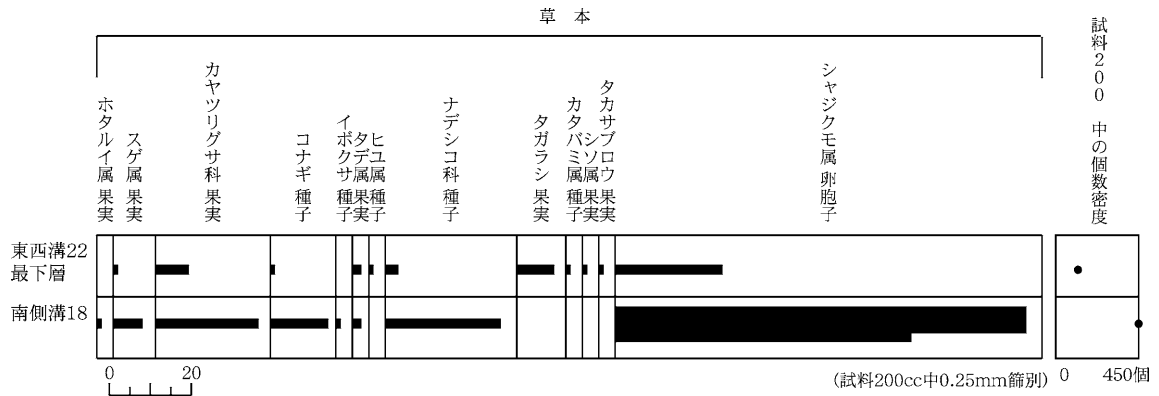 草 本
ホタルイ属 果実
スゲ属 果実
カヤツリグサ科 果実
コナギ 種子
イボクサ 種子
タデ属 果実
ヒユ属 種子
ナデシコ科 種子
タガラシ 果実
カタバミ属 種子
シソ属 果実
タカサブロウ 果実
シャジクモ属 卵胞子
試料200 中の個数密度
東西溝22
最下層
南側溝18
0 20
(試料200cc中0.25mm篩別)
0 450個